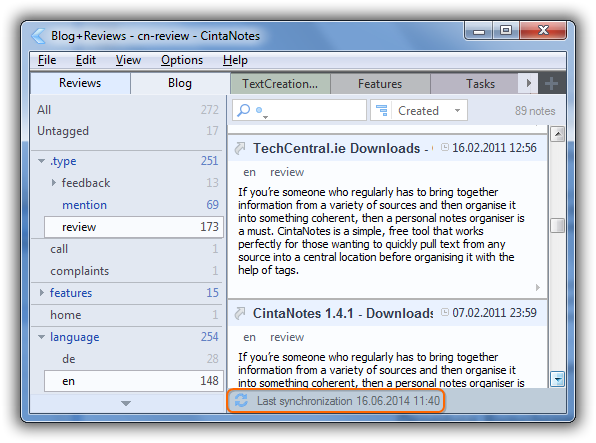 Blog+Reviews - cn-review - CintaNotes
File Edit View Options Help
Reviews Blog TextCreation... Features Tasks
All 272
Untagged 17
.type 251
feedback 13
mention 69
review 173
call 1
complaints 1
features 15
home 1
language 254
de 28
en 148
Created 89 notes
TechCentral.ie Downloads - 16.02.2011 12:56
en review
If you're someone who regularly has to bring together
information from a variety of sources and then organise it
into something coherent, then a personal notes organiser is
a must. CintaNotes is a simple, free tool that works
perfectly for those wanting to quickly pull text from any
source into a central location before organising it with the
help of tags.
CintaNotes 1.4.1 - Downloads 07.02.2011 23:59
en review
If you're someone who regularly has to bring together
information from a variety of sources and then organise it
into something coherent, then a personal notes organiser is
Last synchronization 16.06.2014 11:40